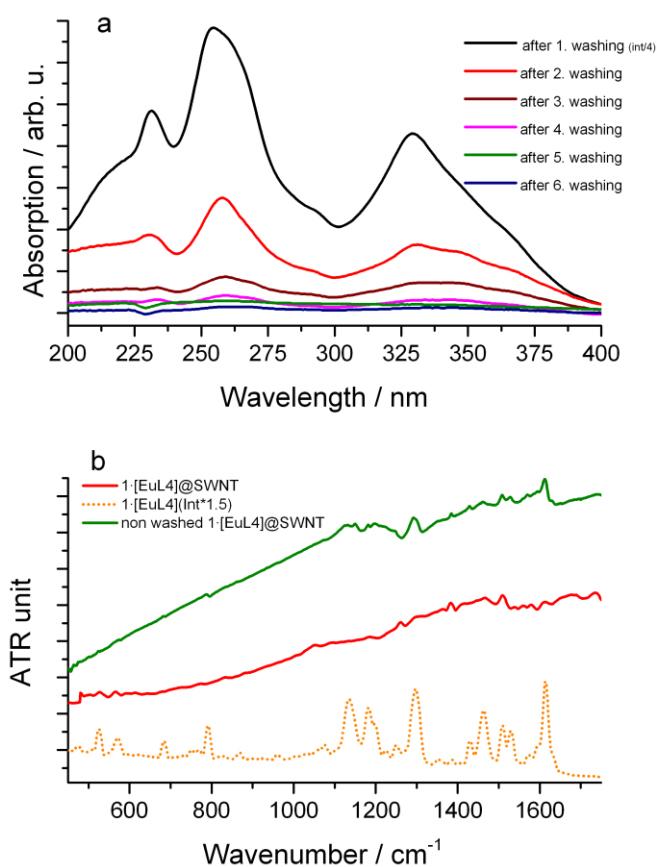 a
after 1. washing (int/4)
after 2. washing
after 3. washing
after 4. washing
after 5. washing
after 6. washing
Absorption / arb. u.
200 225 250 275 300 325 350 375 400
Wavelength / nm
b
1·[EuL4]@SWNT
1·[EuL4](Int*1.5)
non washed 1·[EuL4]@SWNT
ATR unit
600 800 1000 1200 1400 1600
Wavenumber / cm⁻¹